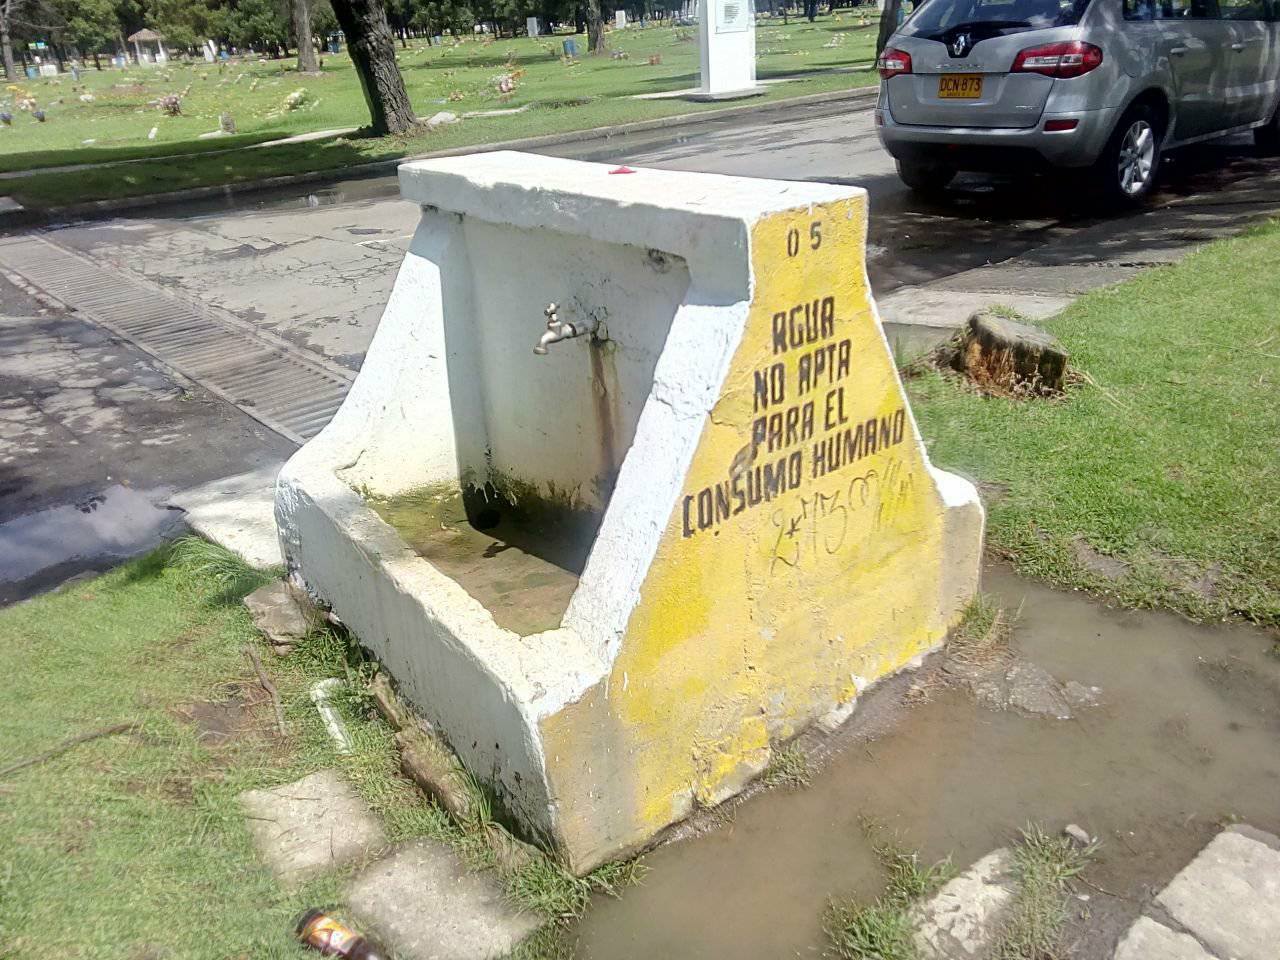 05
AGUA
NO APTA
PARA EL
CONSUMO HUMANO
DCN·873